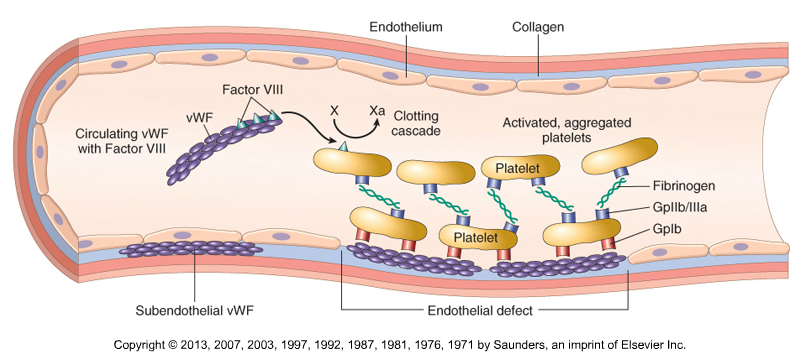 Endothelium
Collagen
Factor VIII
vWF
Circulating vWF
with Factor VIII
X
Xa
Clotting
cascade
Activated, aggregated
platelets
Platelet
Fibrinogen
GpIIb/IIIa
GpIb
Platelet
Subendothelial vWF
Endothelial defect
Copyright © 2013, 2007, 2003, 1997, 1992, 1987, 1981, 1976, 1971 by Saunders, an imprint of Elsevier Inc.